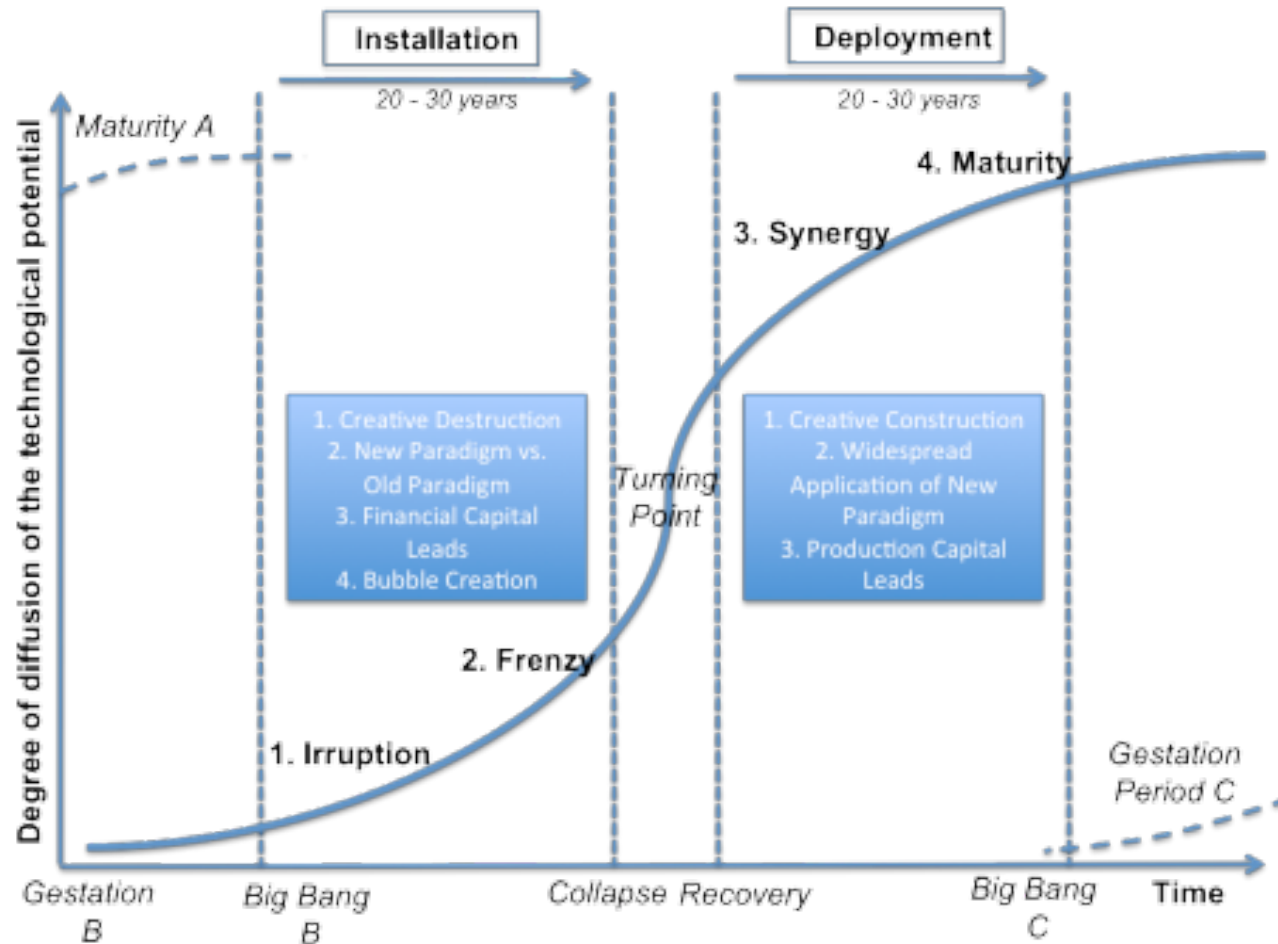 Installation
20 - 30 years
Deployment
20 - 30 years
Degree of diffusion of the technological potential
Maturity A
4. Maturity
3. Synergy
1. Creative Destruction
2. New Paradigm vs.
Old Paradigm
3. Financial Capital
Leads
4. Bubble Creation
Turning
Point
1. Creative Construction
2. Widespread
Application of New
Paradigm
3. Production Capital
Leads
2. Frenzy
1. Irruption
Gestation
Period C
Gestation
B
Big Bang
B
Collapse
Recovery
Big Bang
C
Time